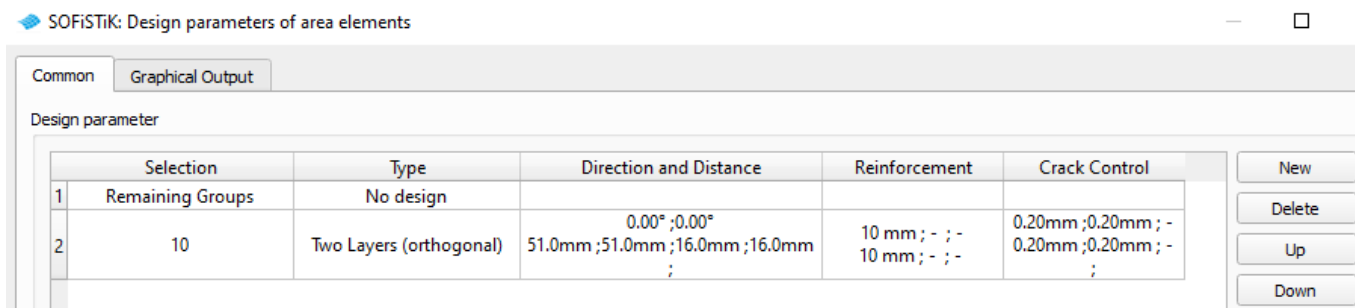 SOFiSTiK: Design parameters of area elements
Common
Graphical Output
Design parameter
Selection Type Direction and Distance Reinforcement Crack Control
New
1 Remaining Groups No design
Delete
2 10 Two Layers (orthogonal)
0.00° ;0.00°
51.0mm ;51.0mm ;16.0mm ;16.0mm
;
10 mm ; - ; -
10 mm ; - ; -
0.20mm ;0.20mm ; -
0.20mm ;0.20mm ; -
;
Up
Down